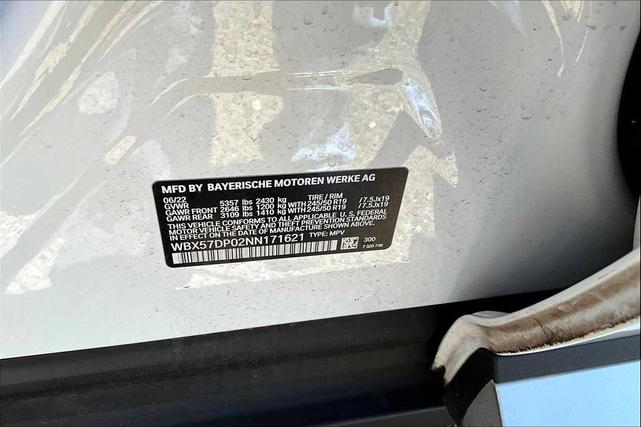 MFD BY BAYERISCHE MOTOREN WERKE AG
06/22 TIRE / RIM
GVWR 5357 lbs 2430 kg
GAWR FRONT 2646 lbs 1200 kg WITH 245/50 R19 /7.5Jx19
GAWR REAR 3109 lbs 1410 kg WITH 245/50 R19 /7.5Jx19
THIS VEHICLE CONFORMS TO ALL APPLICABLE U.S. FEDERAL
MOTOR VEHICLE SAFETY, BUMPER, AND THEFT PREVENTION STANDARDS
IN EFFECT ON THE DATE OF MANUFACTURE SHOWN ABOVE.
WBX57DP02NN171621 TYPE: MPV
300